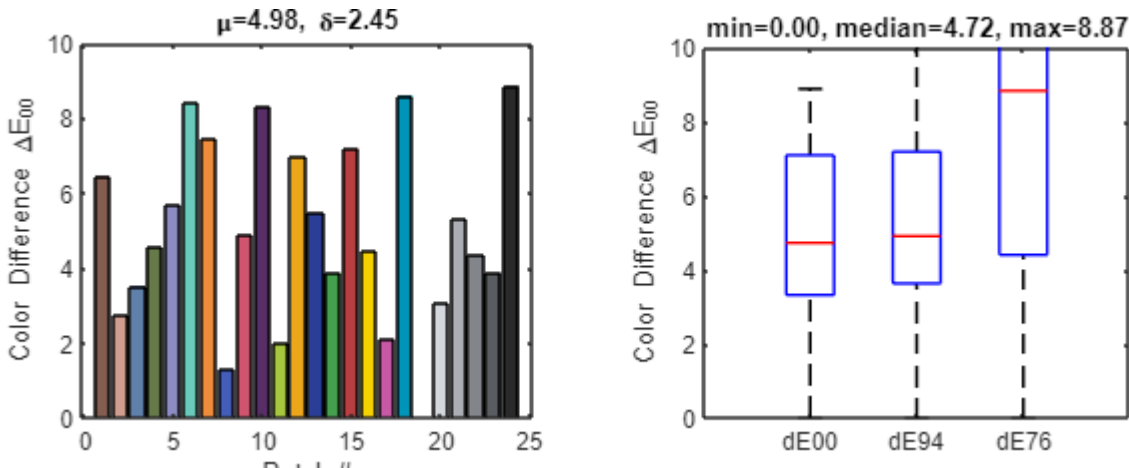 μ=4.98, δ=2.45
Color Difference ΔE00
10
8
6
4
2
0
0 5 10 15 20 25
min=0.00, median=4.72, max=8.87
Color Difference ΔE00
10
8
6
4
2
0
dE00 dE94 dE76